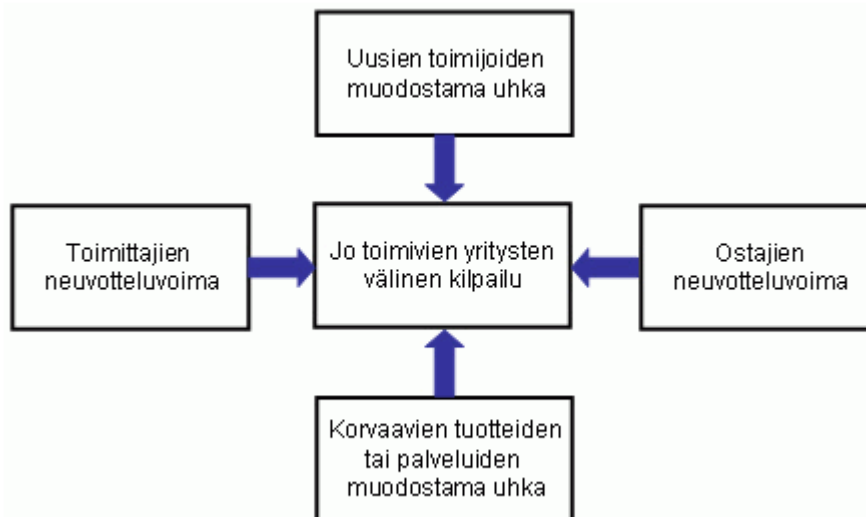 Uusien toimijoiden
muodostama uhka
Toimittajien
neuvotteluvoima
Jo toimivien yritysten
välinen kilpailu
Ostajien
neuvotteluvoima
Korvaavien tuotteiden
tai palveluiden
muodostama uhka